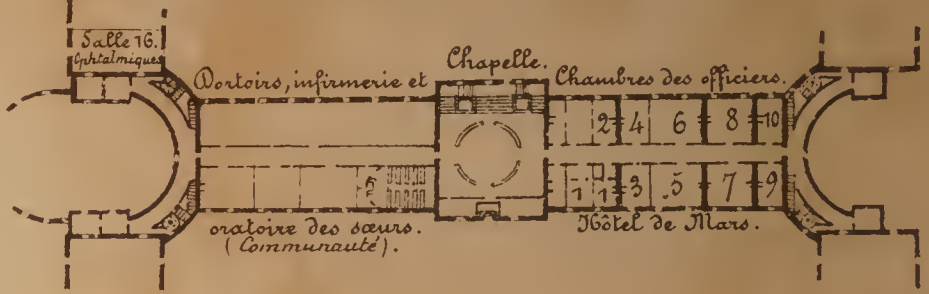 Salle 16.
Ophtalmiques
Chapelle.
Dortoirs, infirmerie et
Chambres des officiers.
2 4 6 8 10
1 1 3 5 7 9
oratoire des sœurs.
(Communauté).
Hôtel de Mars.